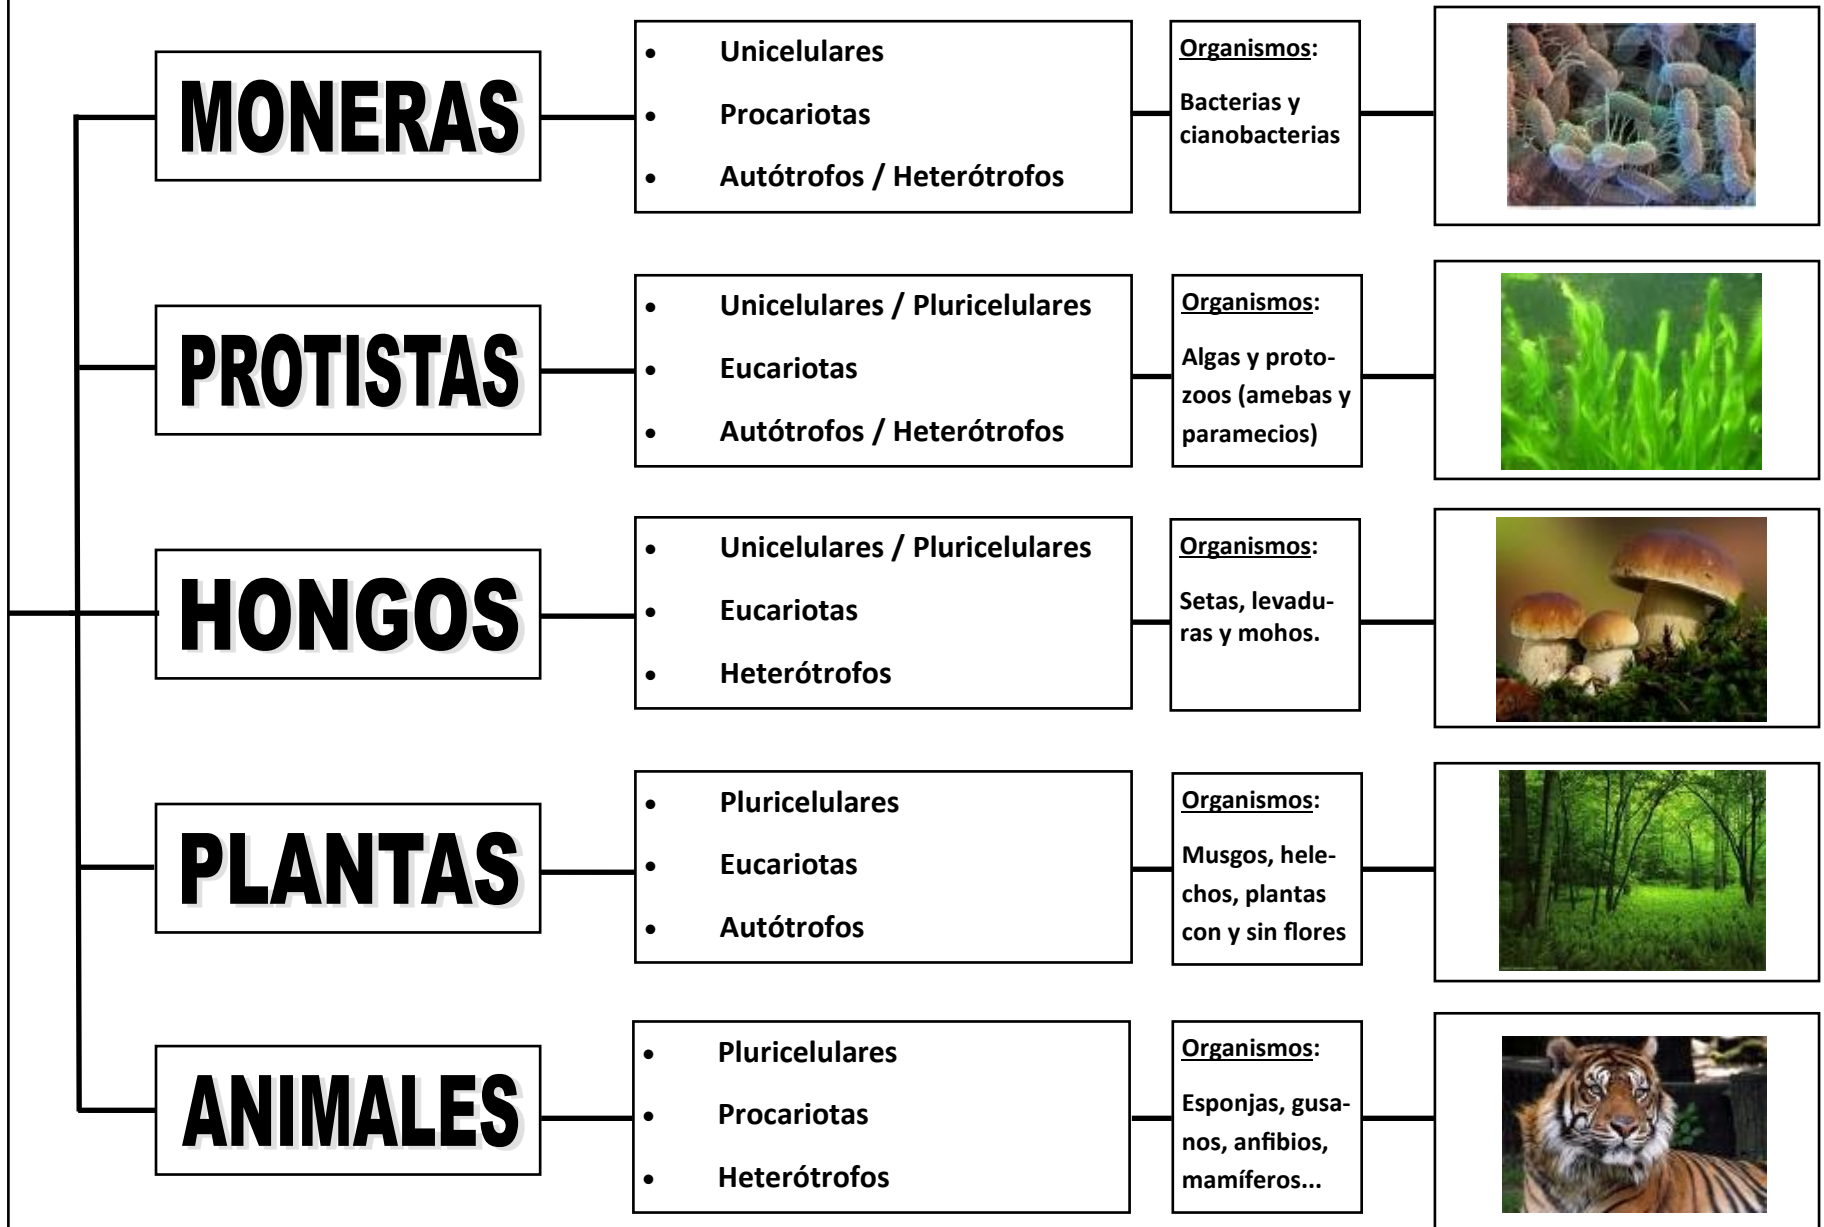 MONERAS
• Unicelulares
• Procariotas
• Autótrofos / Heterótrofos
Organismos:
Bacterias y
cianobacterias
PROTISTAS
• Unicelulares / Pluricelulares
• Eucariotas
• Autótrofos / Heterótrofos
Organismos:
Algas y proto-
zoos (amebas y
paramecios)
HONGOS
• Unicelulares / Pluricelulares
• Eucariotas
• Heterótrofos
Organismos:
Setas, levadu-
ras y mohos.
PLANTAS
• Pluricelulares
• Eucariotas
• Autótrofos
Organismos:
Musgos, hele-
chos, plantas
con y sin flores
ANIMALES
• Pluricelulares
• Procariotas
• Heterótrofos
Organismos:
Esponjas, gusa-
nos, anfibios,
mamíferos...